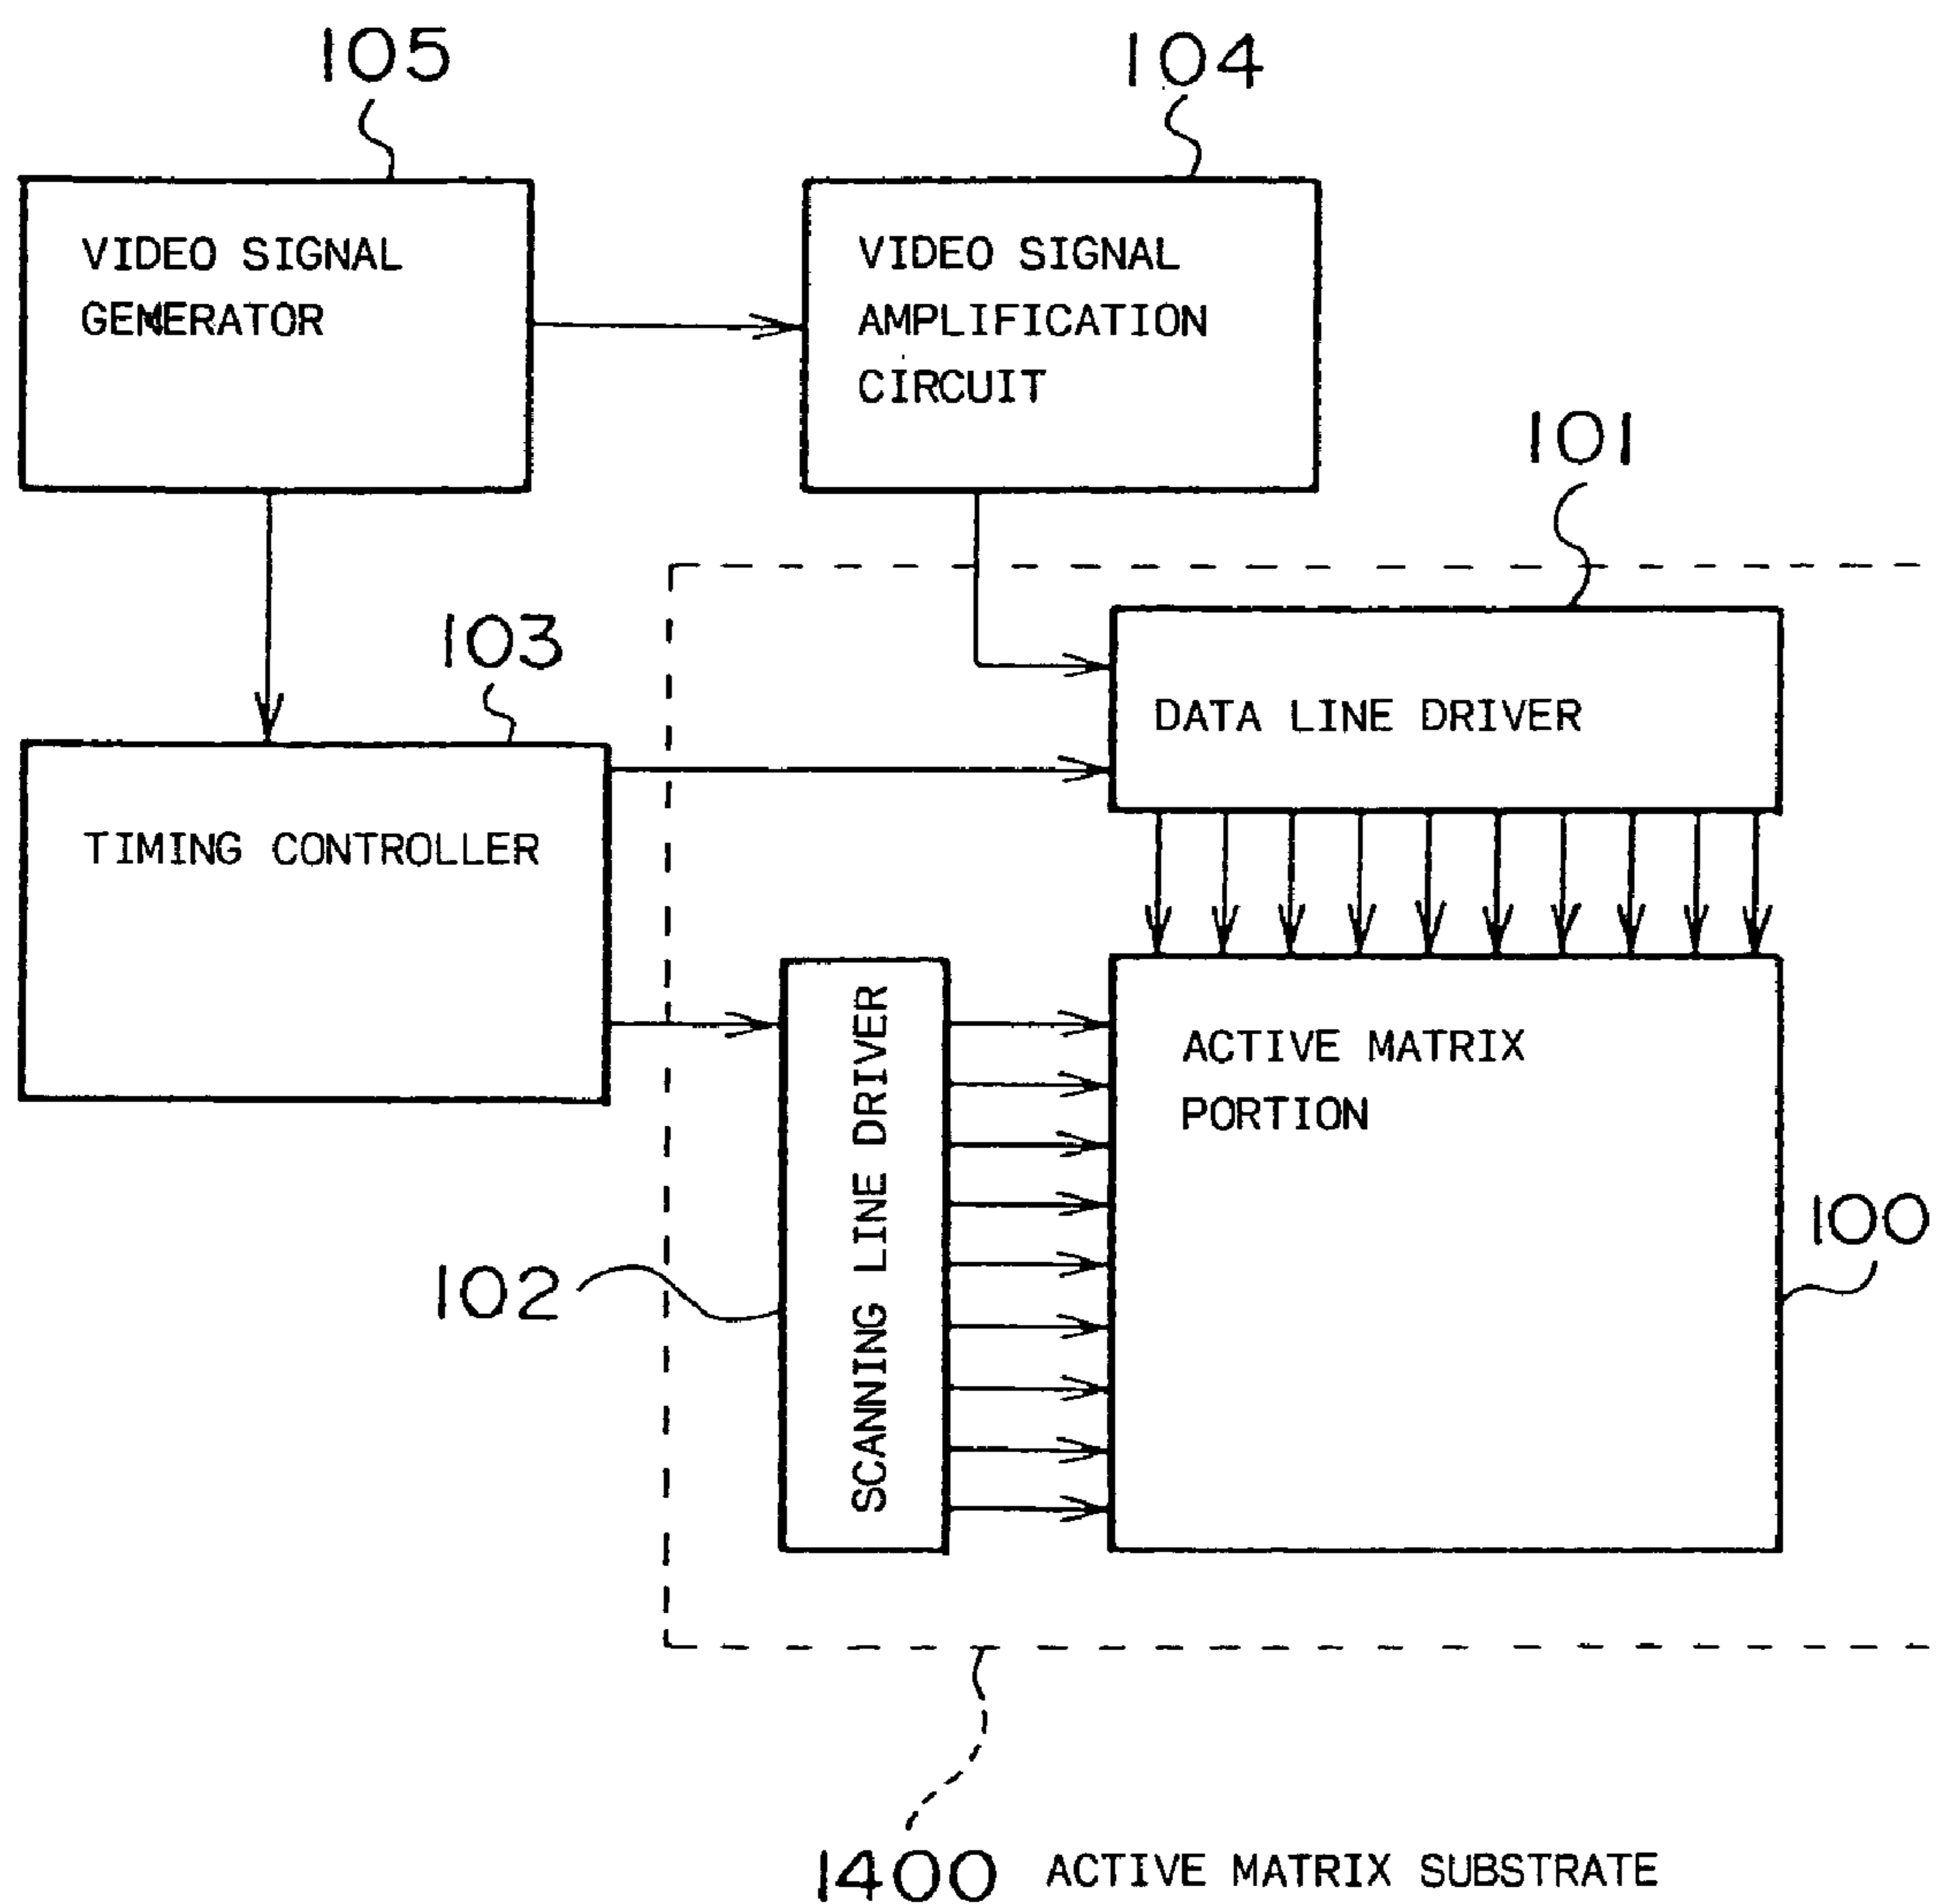 105
104
VIDEO SIGNAL
GENERATOR
VIDEO SIGNAL
AMPLIFICATION
CIRCUIT
101
103
DATA LINE DRIVER
TIMING CONTROLLER
SCANNING LINE DRIVER
ACTIVE MATRIX
PORTION
100
102
1400 ACTIVE MATRIX SUBSTRATE